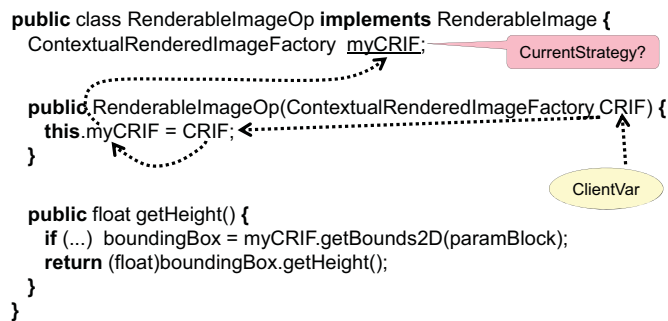 public class RenderableImageOp implements RenderableImage {
ContextualRenderedImageFactory myCRIF;
CurrentStrategy?
public RenderableImageOp(ContextualRenderedImageFactory CRIF) {
this.myCRIF = CRIF;
}
ClientVar
public float getHeight() {
if (...) boundingBox = myCRIF.getBounds2D(paramBlock);
return (float)boundingBox.getHeight();
}
}